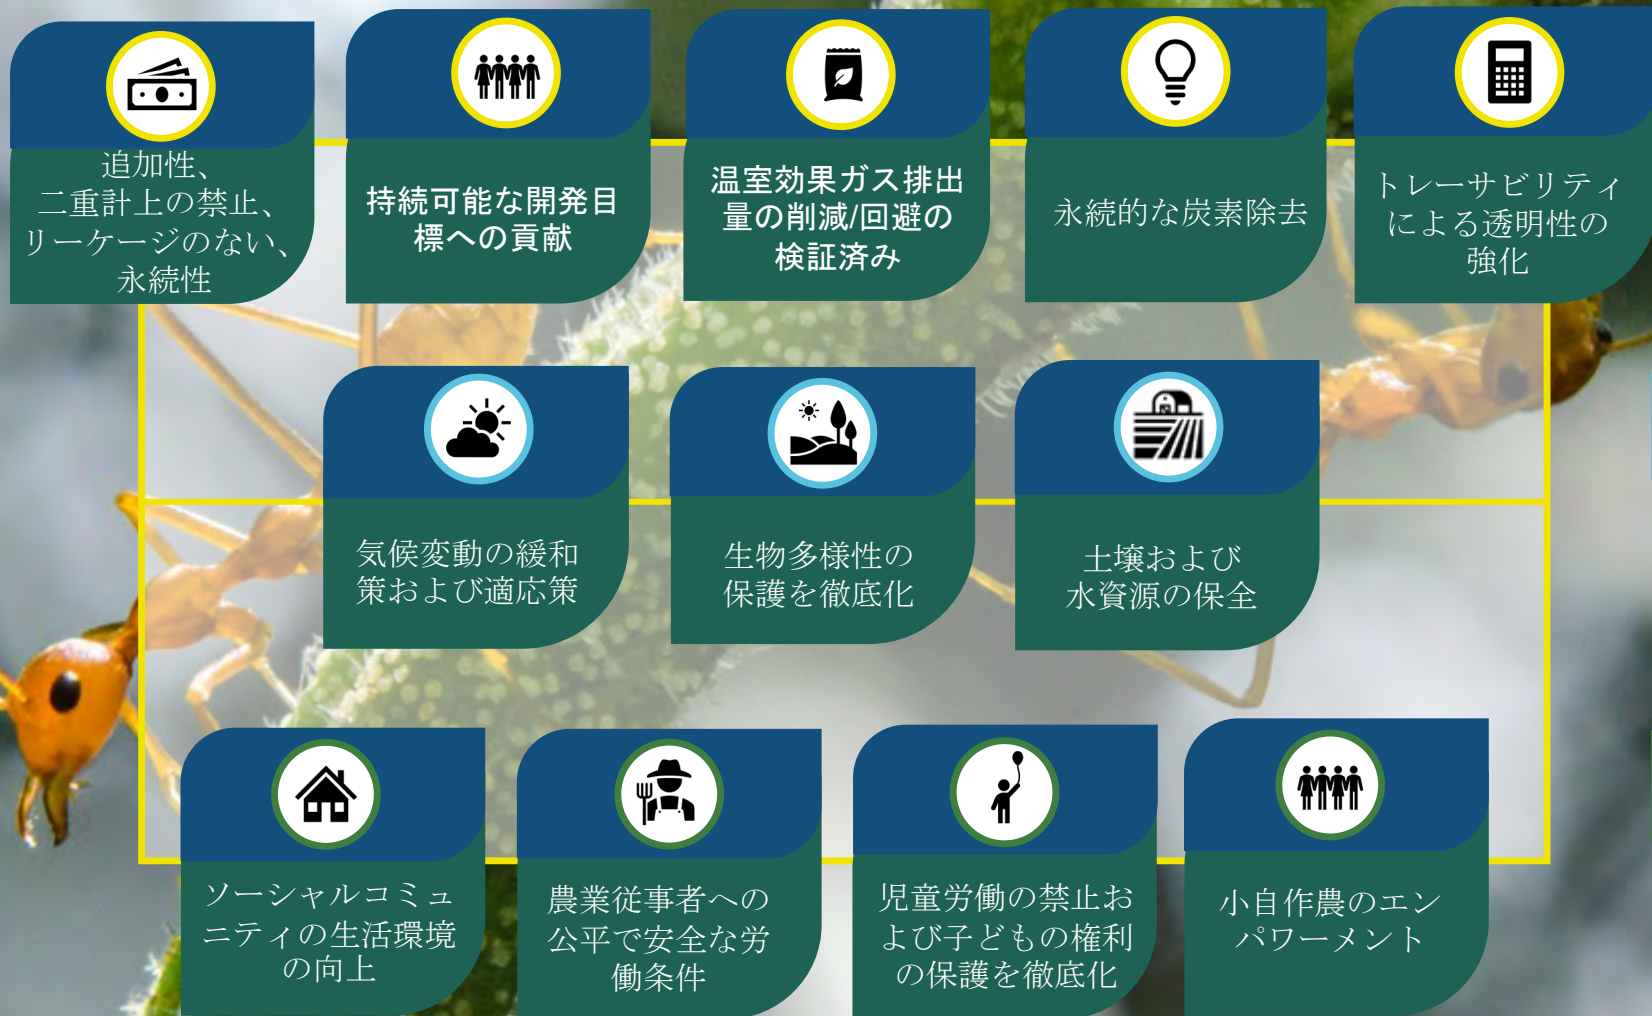 追加性、
二重計上の禁止、
リーケージのない、
永続性
持続可能な開発目
標への貢献
温室効果ガス排出
量の削減/回避の
検証済み
永続的な炭素除去
トレーサビリティ
による透明性の
強化
気候変動の緩和
策および適応策
生物多様性の
保護を徹底化
土壌および
水資源の保全
ソーシャルコミュ
ニティの生活環境
の向上
農業従事者への
公平で安全な労
働条件
児童労働の禁止お
よび子どもの権利
の保護を徹底化
小自作農のエン
パワーメント